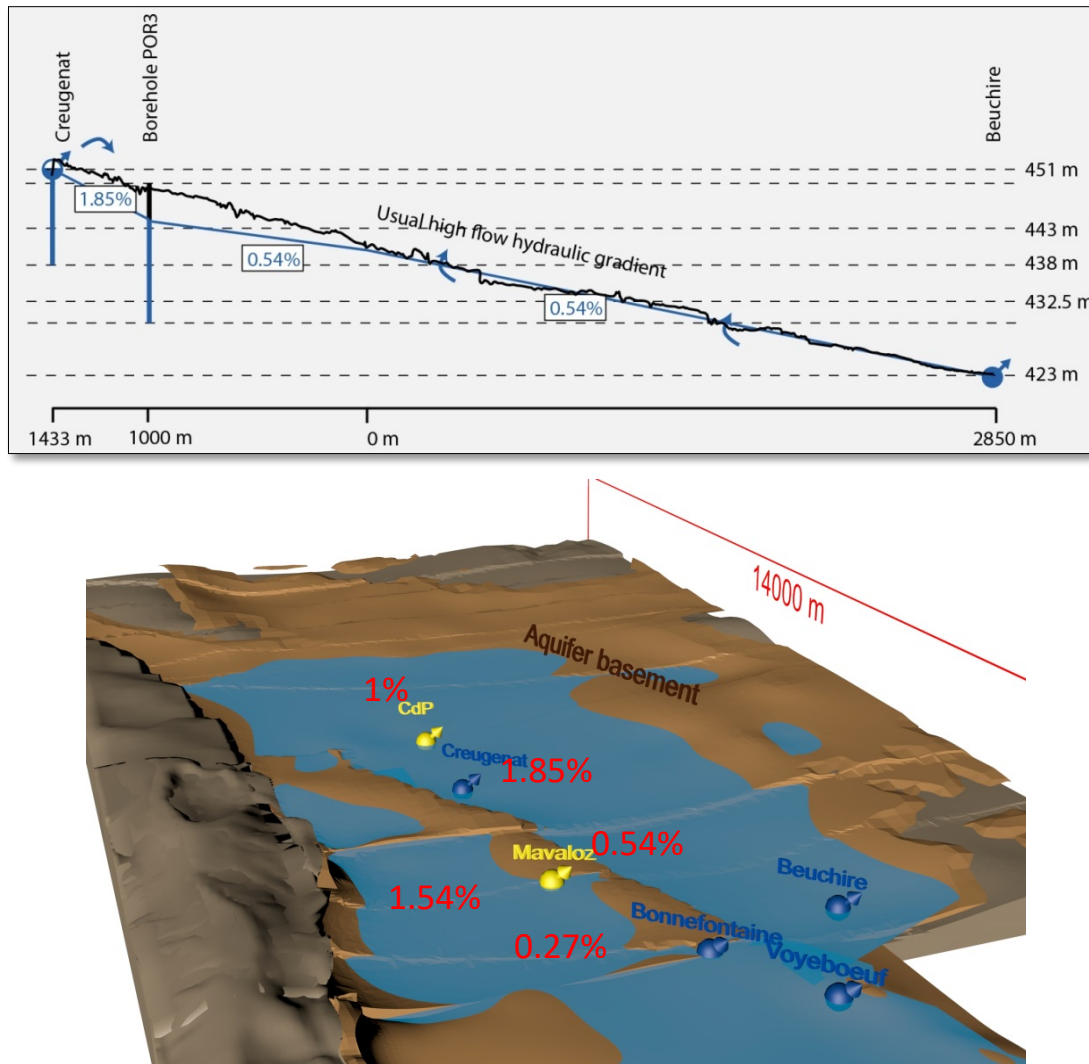 Creugenat
Borehole POR3
Beuchire
451 m
1.85%
443 m
Usual high flow hydraulic gradient
0.54%
438 m
0.54%
432.5 m
423 m
1433 m
1000 m
0 m
2850 m
14000 m
Aquifer basement
1%
CdP
Creugenat
1.85%
0.54%
Mavaloz
Beuchire
1.54%
Bonnefontaine
0.27%
Voyeboeuf